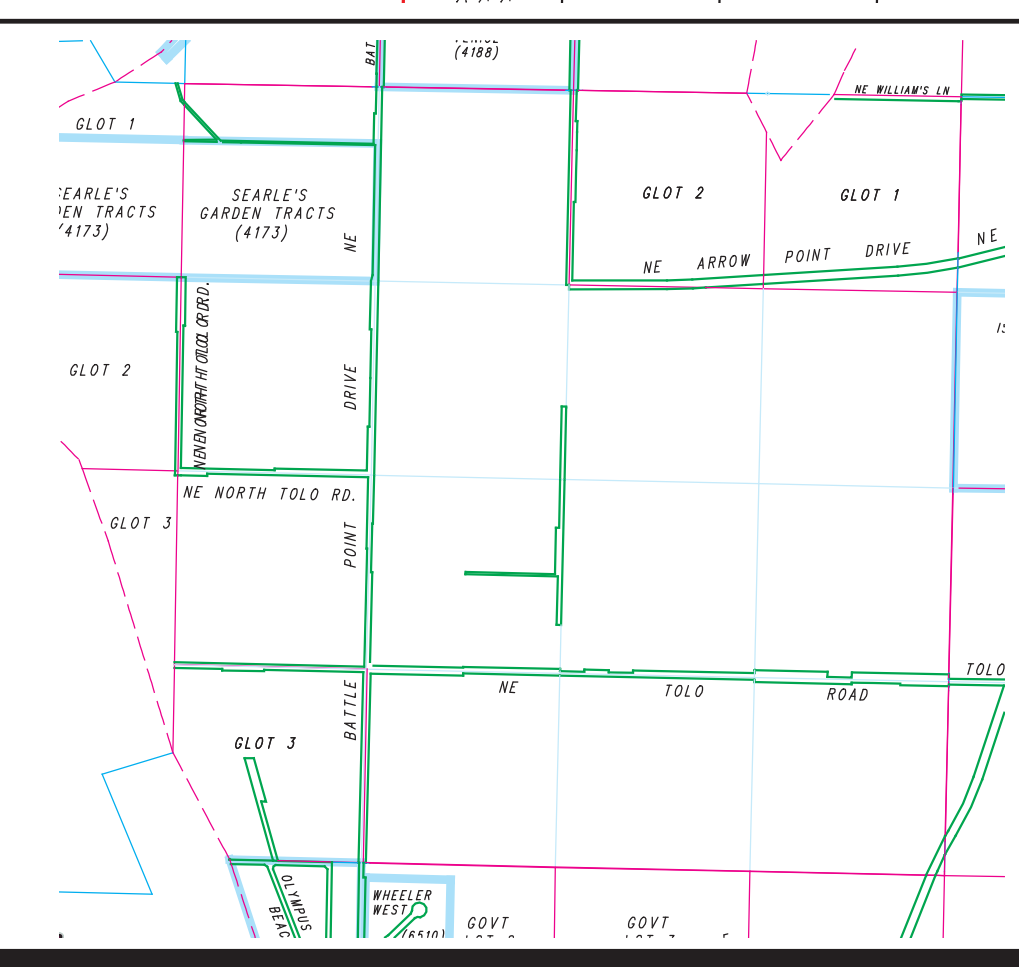 BAT
(4188)
NE WILLIAM'S LN
GLOT 1
SEARLE'S
DEN TRACTS
(4173)
SEARLE'S
GARDEN TRACTS
(4173)
GLOT 2
GLOT 1
NE
NE ARROW POINT DRIVE
NE
GLOT 2
DRIVE
NE NORTH TOLO RD.
GLOT 3
POINT
TOLO
NE TOLO ROAD
BATTLE
GLOT 3
OLYMPUS
BEAC
WHEELER
WEST
(6510)
GOVT
GOVT